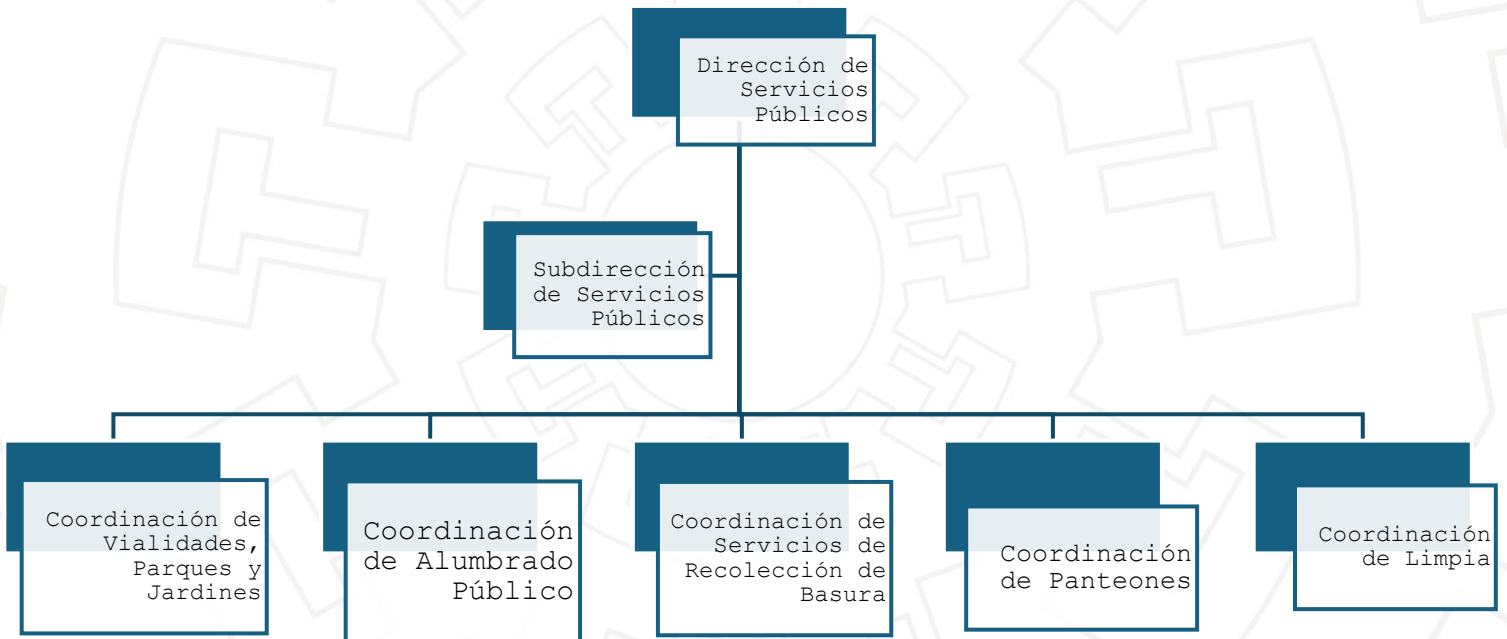 Dirección de
Servicios
Públicos
Subdirección
de Servicios
Públicos
Coordinación de
Vialidades,
Parques y
Jardines
Coordinación
de Alumbrado
Público
Coordinación de
Servicios de
Recolección de
Basura
Coordinación
de Panteones
Coordinación
de Limpia